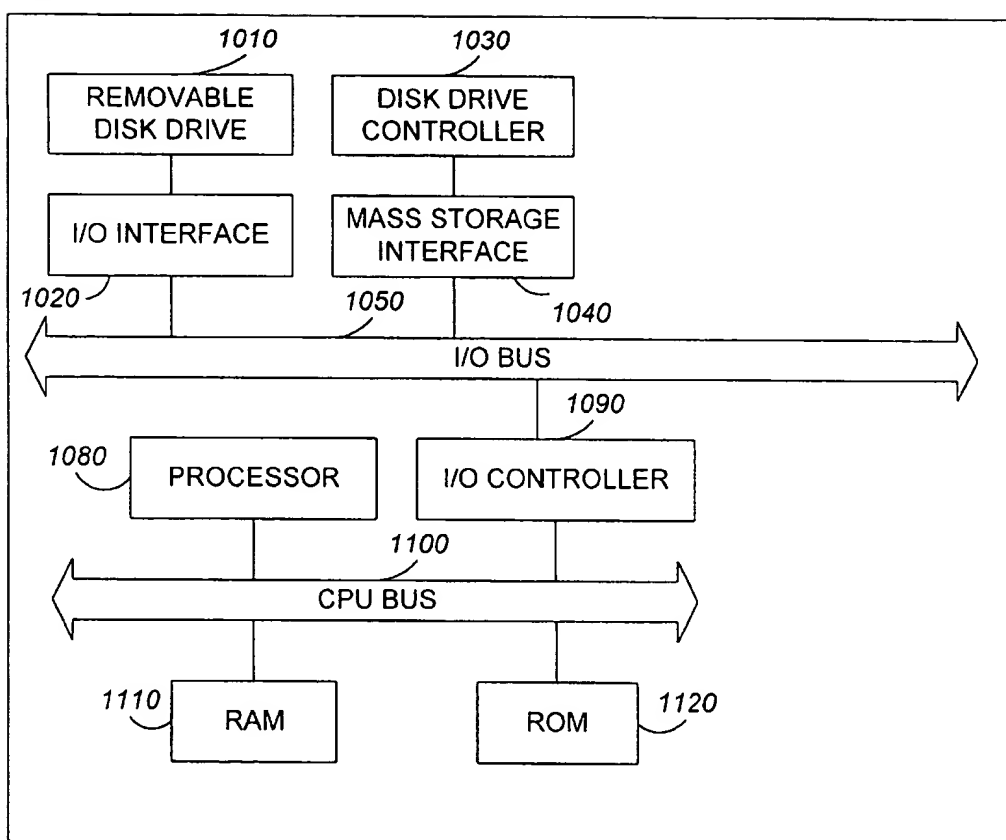 1010
1030
REMOVABLE
DISK DRIVE
DISK DRIVE
CONTROLLER
I/O INTERFACE
MASS STORAGE
INTERFACE
1020
1050
1040
I/O BUS
1090
1080
PROCESSOR
I/O CONTROLLER
1100
CPU BUS
1110
RAM
ROM
1120